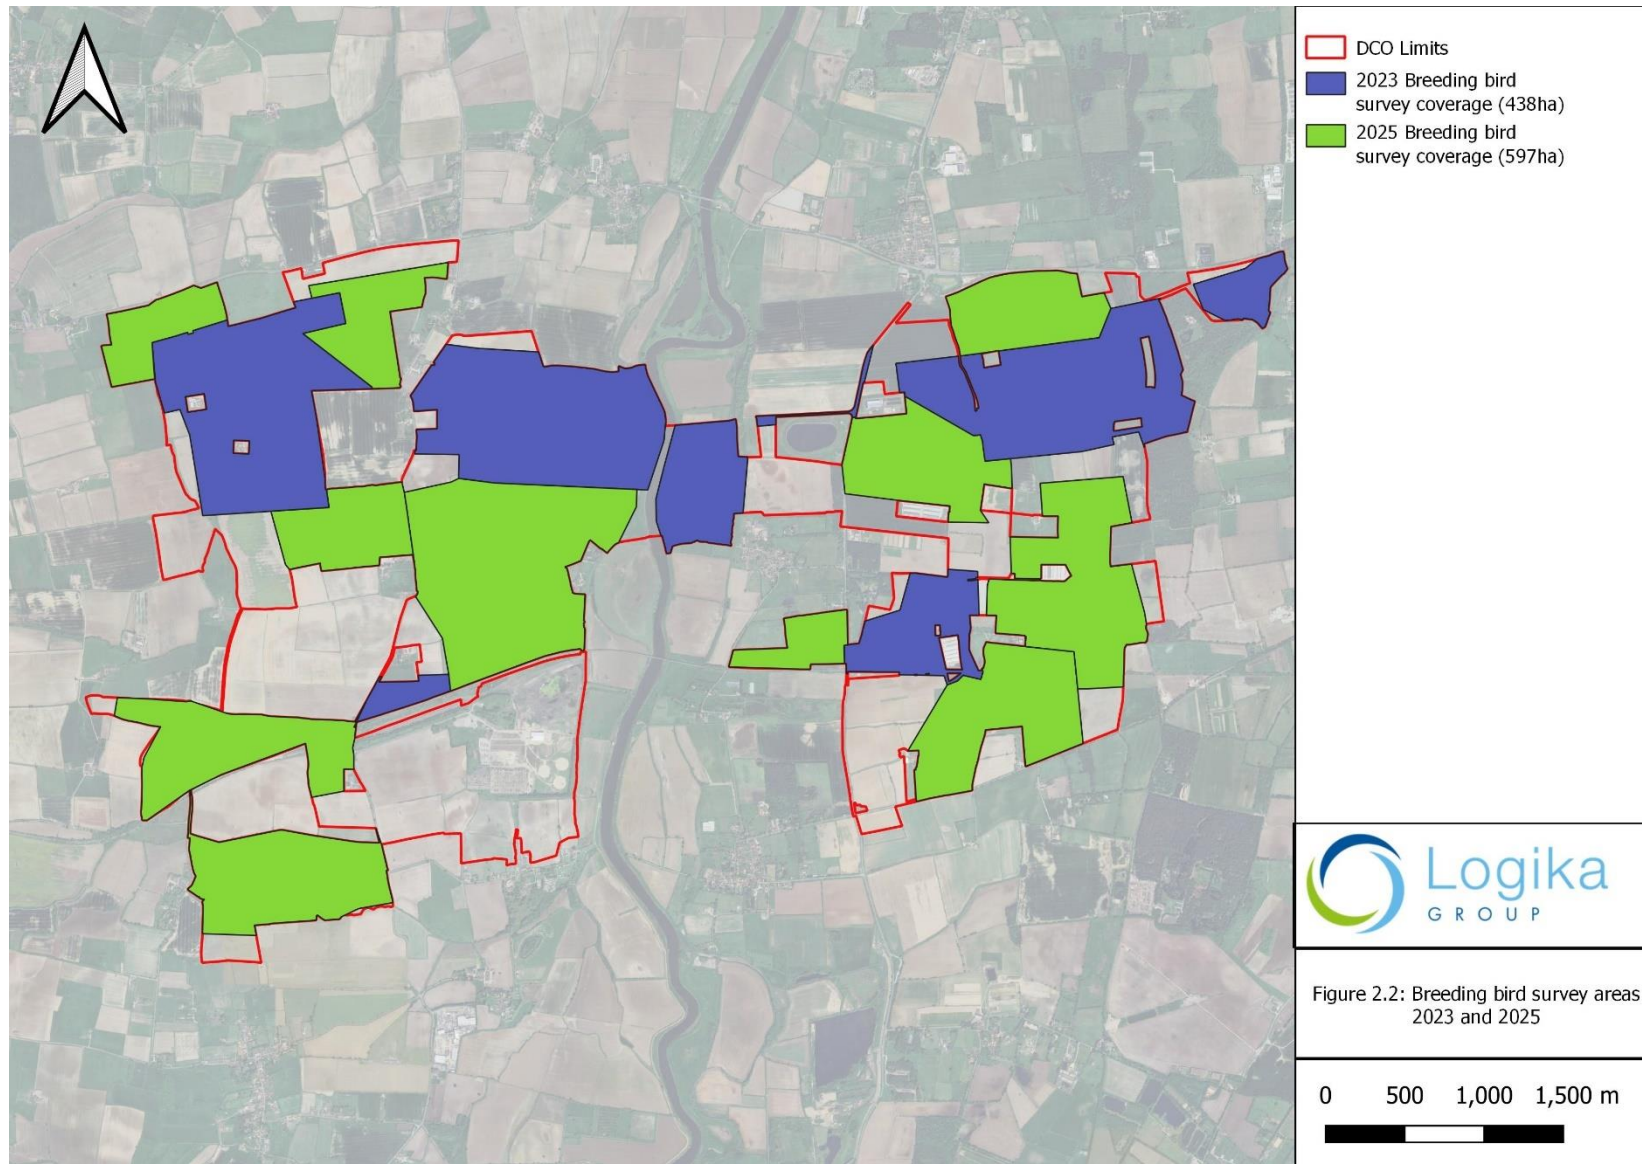 DCO Limits
2023 Breeding bird
survey coverage (438ha)
2025 Breeding bird
survey coverage (597ha)
Logika
GROUP
Figure 2.2: Breeding bird survey areas
2023 and 2025
0 500 1,000 1,500 m